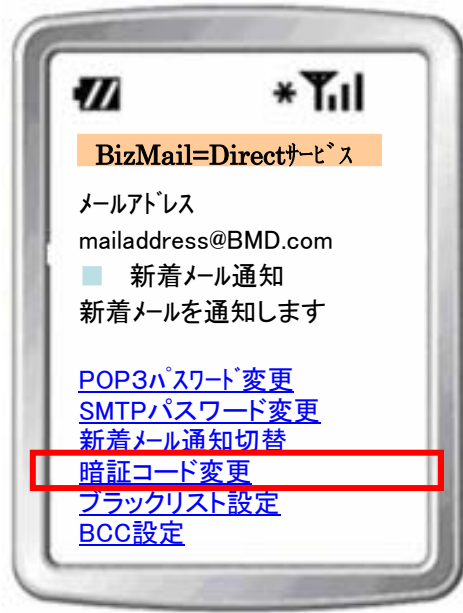 BizMail=Directｻｰﾋﾞｽ
ﾒｰﾙｱﾄﾞﾚｽ
mailaddress@BMD.com
新着メール通知
新着ﾒｰﾙを通知します
POP3ﾊﾟｽﾜｰﾄﾞ変更
SMTPパスワード変更
新着ﾒｰﾙ通知切替
暗証コード変更
ブラックリスト設定
BCC設定